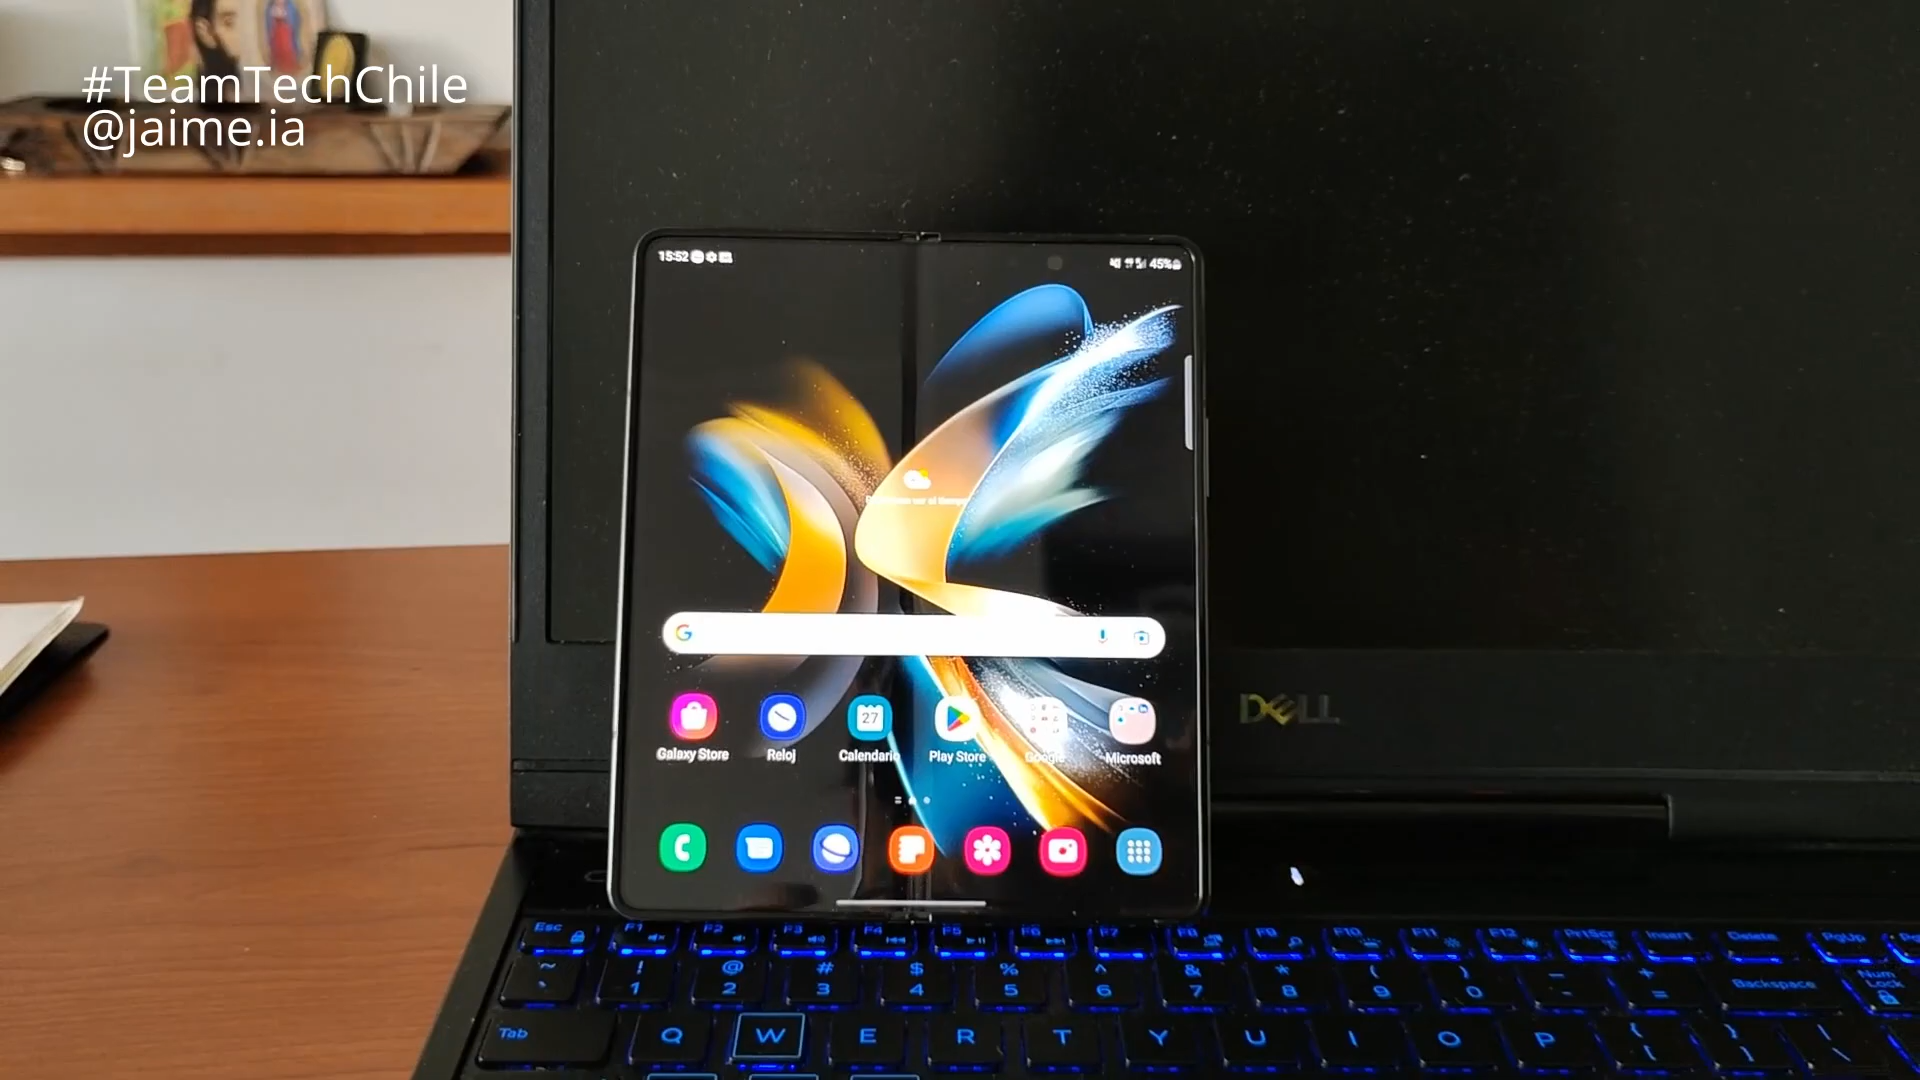 #TeamTechChile
@jaime.ia
15:52
45%
27
Galaxy Store
Reloj
Calendario
Play Store
Google
Microsoft
DELL
Esc F1 F2 F3 F4 F5 F6 F7 F8 F9 F10 F11 F12 PrtScr Insert Delete PgUp
~ ! @ # $ % ^ & * ( ) - +
` 1 2 3 4 5 6 7 8 9 0 - = Backspace Num Lock
Tab Q W E R T Y U I O P { } |
[ ] \